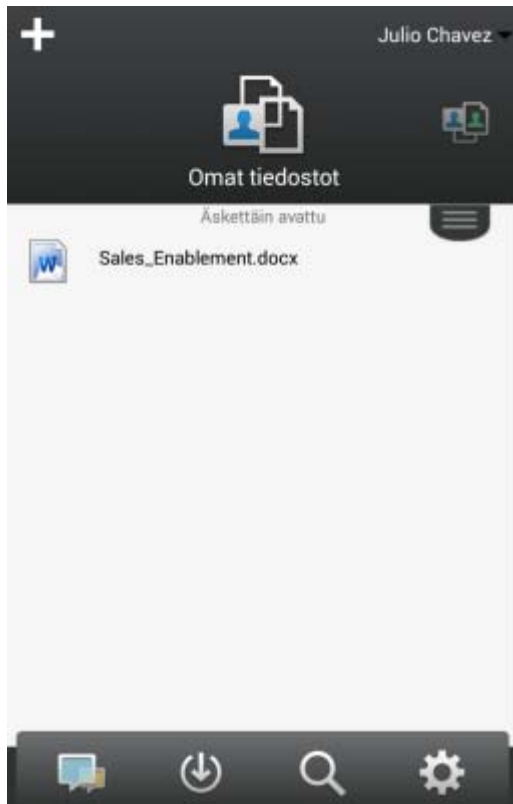 Julio Chavez
Omat tiedostot
Äskettäin avattu
Sales_Enablement.docx